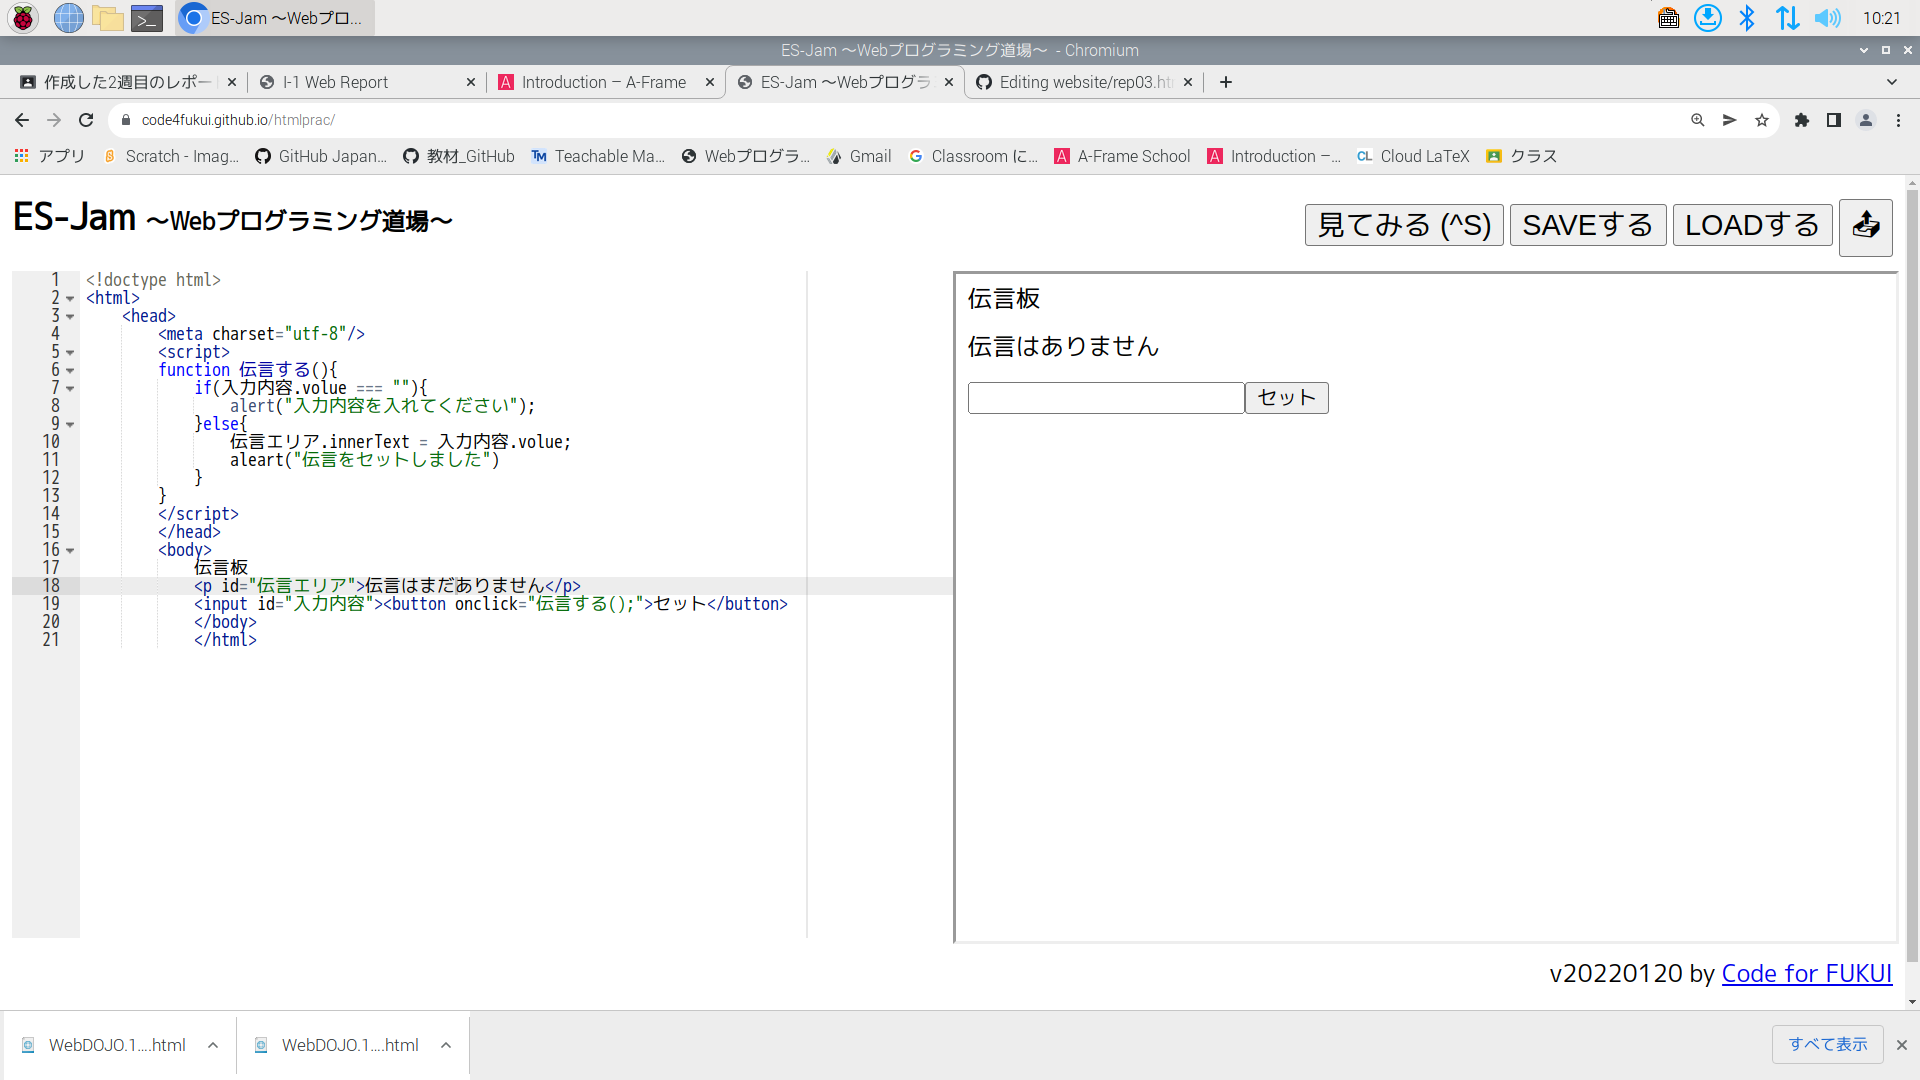 ES-Jam ～Webプロ...
10:21
ES-Jam ～Webプログラミング道場～ - Chromium
作成した2週目のレポート
I-1 Web Report
Introduction – A-Frame
ES-Jam ～Webプログラ
Editing website/rep03.ht
code4fukui.github.io/htmlprac/
アプリ
Scratch - Imag...
GitHub Japan...
教材_GitHub
Teachable Ma...
Webプログラ...
Gmail
Classroom に...
A-Frame School
Introduction –...
Cloud LaTeX
クラス
ES-Jam ～Webプログラミング道場～
見てみる (^S)
SAVEする
LOADする
1 <!doctype html>
2 <html>
3 <head>
4 <meta charset="utf-8"/>
5 <script>
6 function 伝言する(){
7 if(入力内容.volue === ""){
8 alert("入力内容を入れてください");
9 }else{
10 伝言エリア.innerText = 入力内容.volue;
11 aleart("伝言をセットしました")
12 }
13 }
14 </script>
15 </head>
16 <body>
17 伝言板
18 <p id="伝言エリア">伝言はまだありません</p>
19 <input id="入力内容"><button onclick="伝言する();">セット</button>
20 </body>
21 </html>
伝言板
伝言はありません
セット
v20220120 by Code for FUKUI
WebDOJO.1....html
WebDOJO.1....html
すべて表示